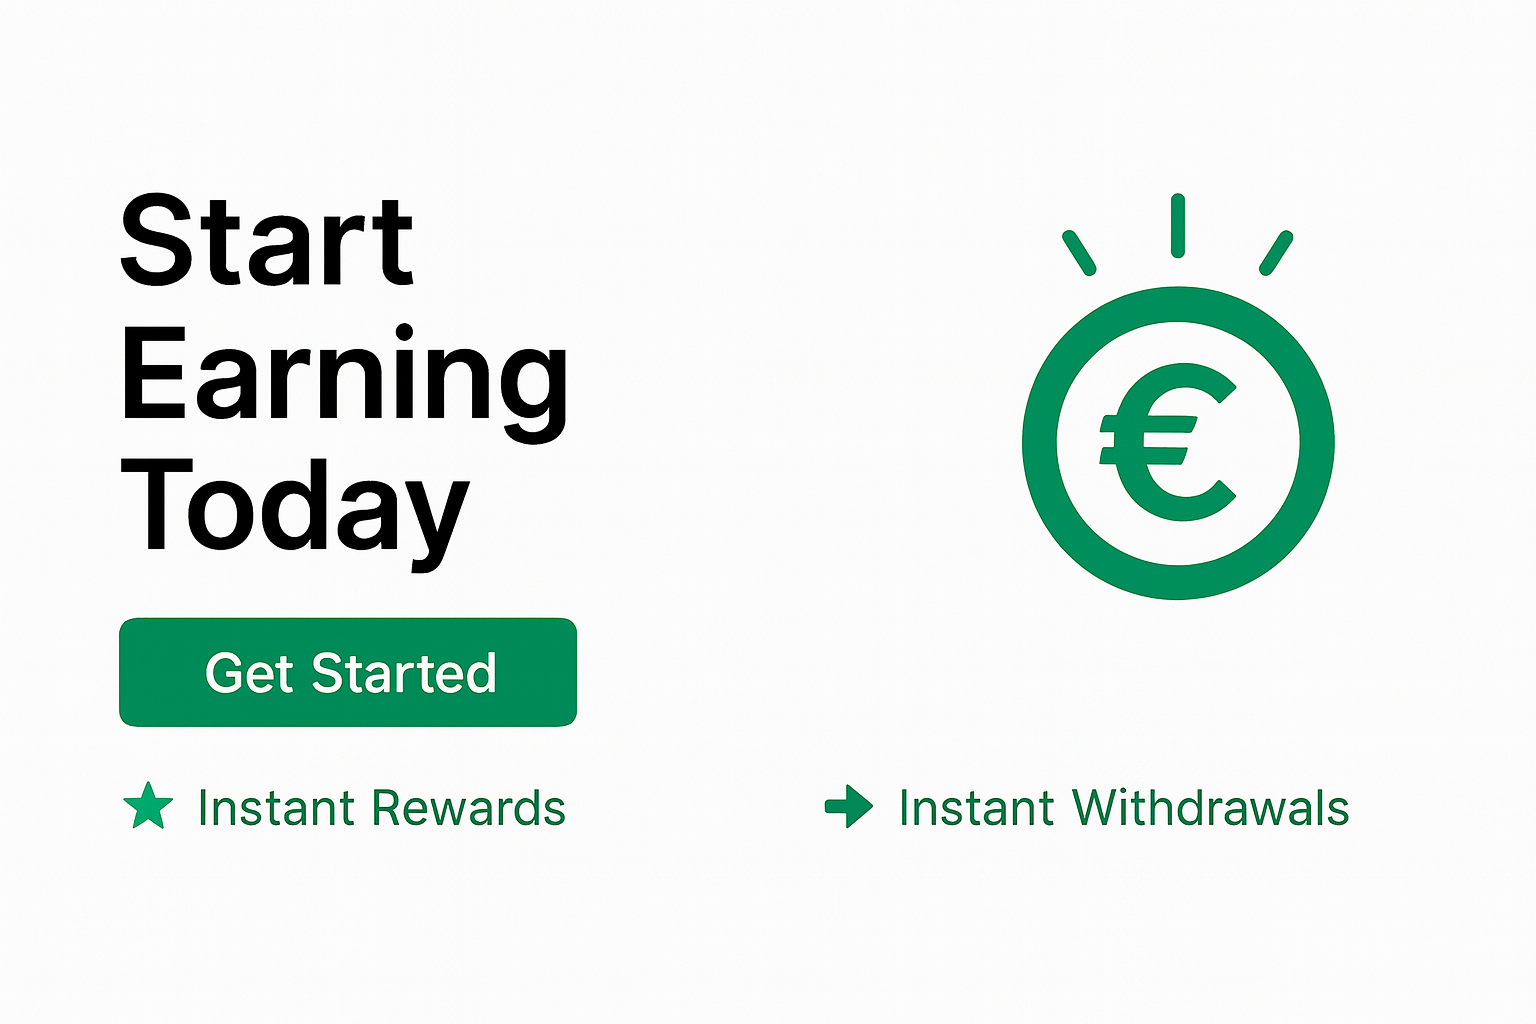 Start
Earning
Today
€
Get Started
Instant Rewards
Instant Withdrawals